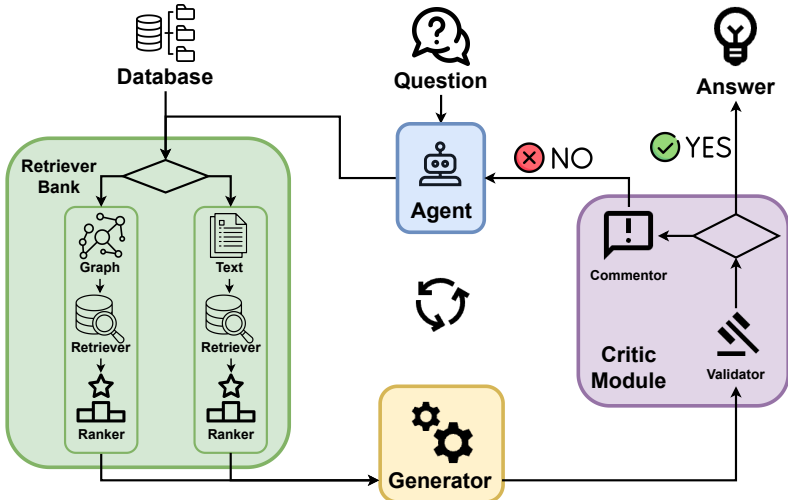 Database
Question
Answer
Retriever
Bank
Agent
NO
YES
Graph
Text
Retriever
Retriever
Ranker
Ranker
Commentor
Critic
Module
Validator
Generator